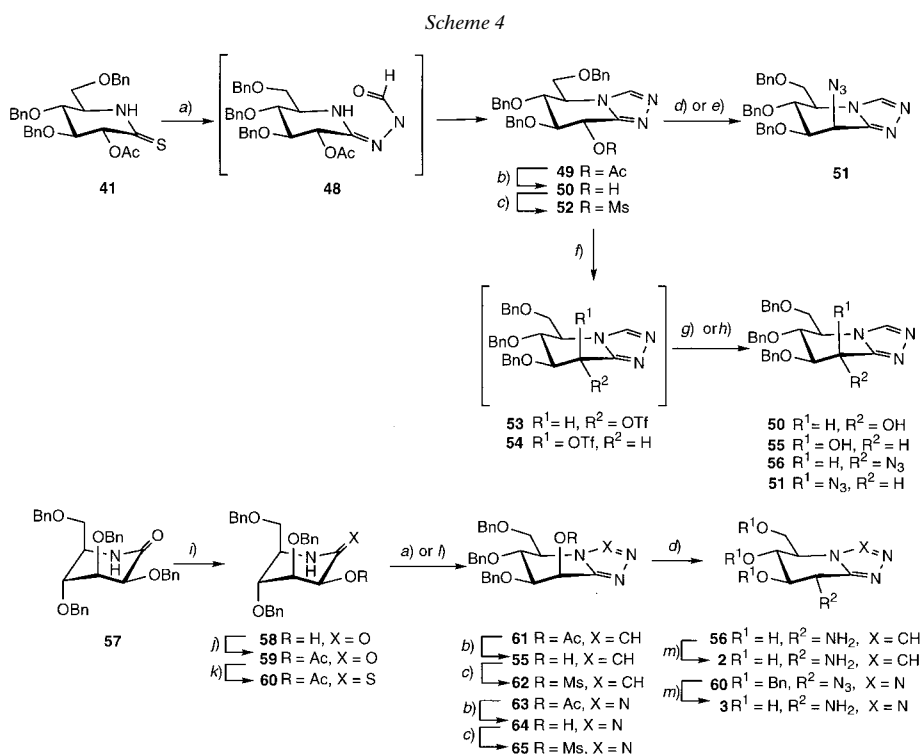 Scheme 4
OBn
BnO
BnO
NH
OAc
S
41
a)
H
O
OBn
BnO
BnO
NH
N
N
OAc
48
OBn
BnO
BnO
N
N
N
OR
49 R = Ac
b)
50 R = H
c)
52 R = Ms
d) or e)
BnO
N3
BnO
BnO
N
N
N
51
f)
BnO
R1
BnO
BnO
N
N
N
R2
53 R1 = H, R2 = OTf
54 R1 = OTf, R2 = H
g) or h)
BnO
R1
BnO
BnO
N
N
N
R2
50 R1 = H, R2 = OH
55 R1 = OH, R2 = H
56 R1 = H, R2 = N3
51 R1 = N3, R2 = H
BnO
OBn
O
N
H
OBn
OBn
57
i)
BnO
OBn
X
N
H
OR
OBn
58 R = H, X = O
j)
59 R = Ac, X = O
k)
60 R = Ac, X = S
a) or l)
BnO
OR
BnO
BnO
N
X
N
N
61 R = Ac, X = CH
b)
55 R = H, X = CH
c)
62 R = Ms, X = CH
63 R = Ac, X = N
b)
64 R = H, X = N
c)
65 R = Ms, X = N
d)
R1O
R1O
R1O
N
X
N
N
R2
56 R1 = H, R2 = NH2, X = CH
m)
2 R1 = H, R2 = NH2, X = CH
60 R1 = Bn, R2 = N3, X = N
m)
3 R1 = H, R2 = NH2, X = N